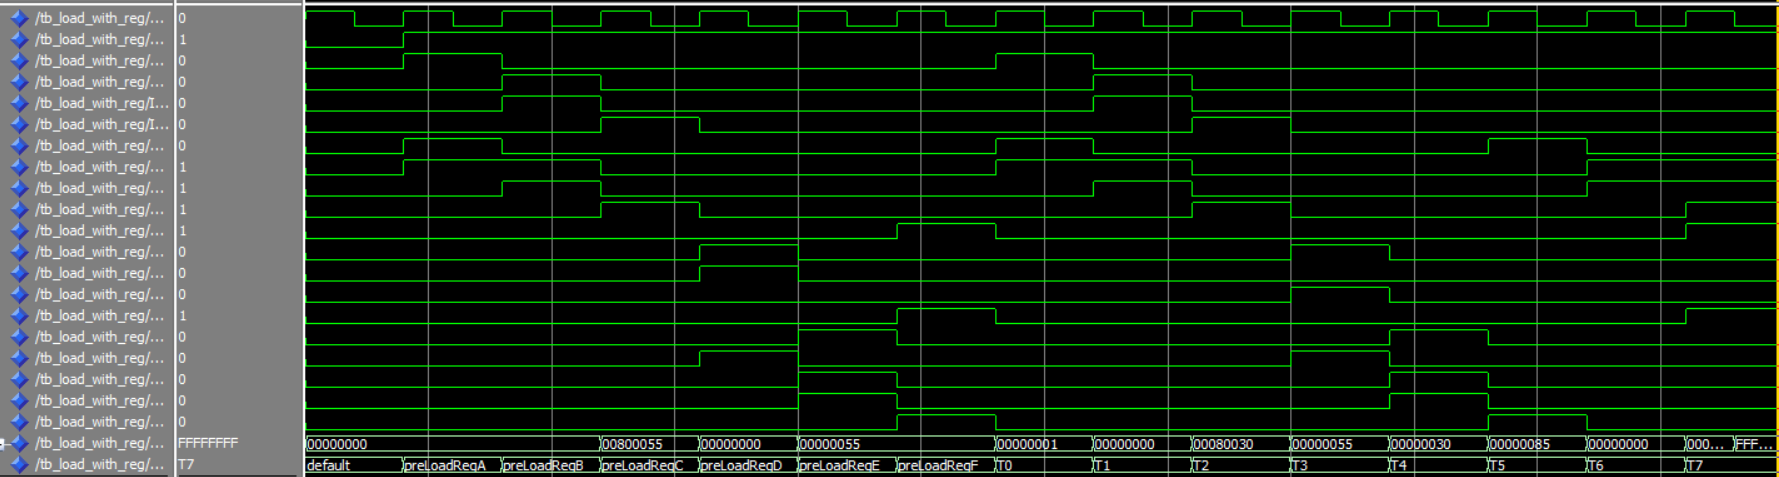 /tb_load_with_reg/... 0
/tb_load_with_reg/... 1
/tb_load_with_reg/... 0
/tb_load_with_reg/... 0
/tb_load_with_reg/I... 0
/tb_load_with_reg/I... 0
/tb_load_with_reg/... 0
/tb_load_with_reg/... 1
/tb_load_with_reg/... 1
/tb_load_with_reg/... 1
/tb_load_with_reg/... 1
/tb_load_with_reg/... 0
/tb_load_with_reg/... 0
/tb_load_with_reg/... 0
/tb_load_with_reg/... 1
/tb_load_with_reg/... 0
/tb_load_with_reg/... 0
/tb_load_with_reg/... 0
/tb_load_with_reg/... 0
/tb_load_with_reg/... 0
/tb_load_with_reg/... FFFFFFFF 00000000 00800055 00000000 00000055 00000001 00000000 00080030 00000055 00000030 00000085 00000000 000... FFF...
/tb_load_with_reg/... T7 default preLoadRegA preLoadRegB preLoadRegC preLoadRegD preLoadRegE preLoadRegF T0 T1 T2 T3 T4 T5 T6 T7